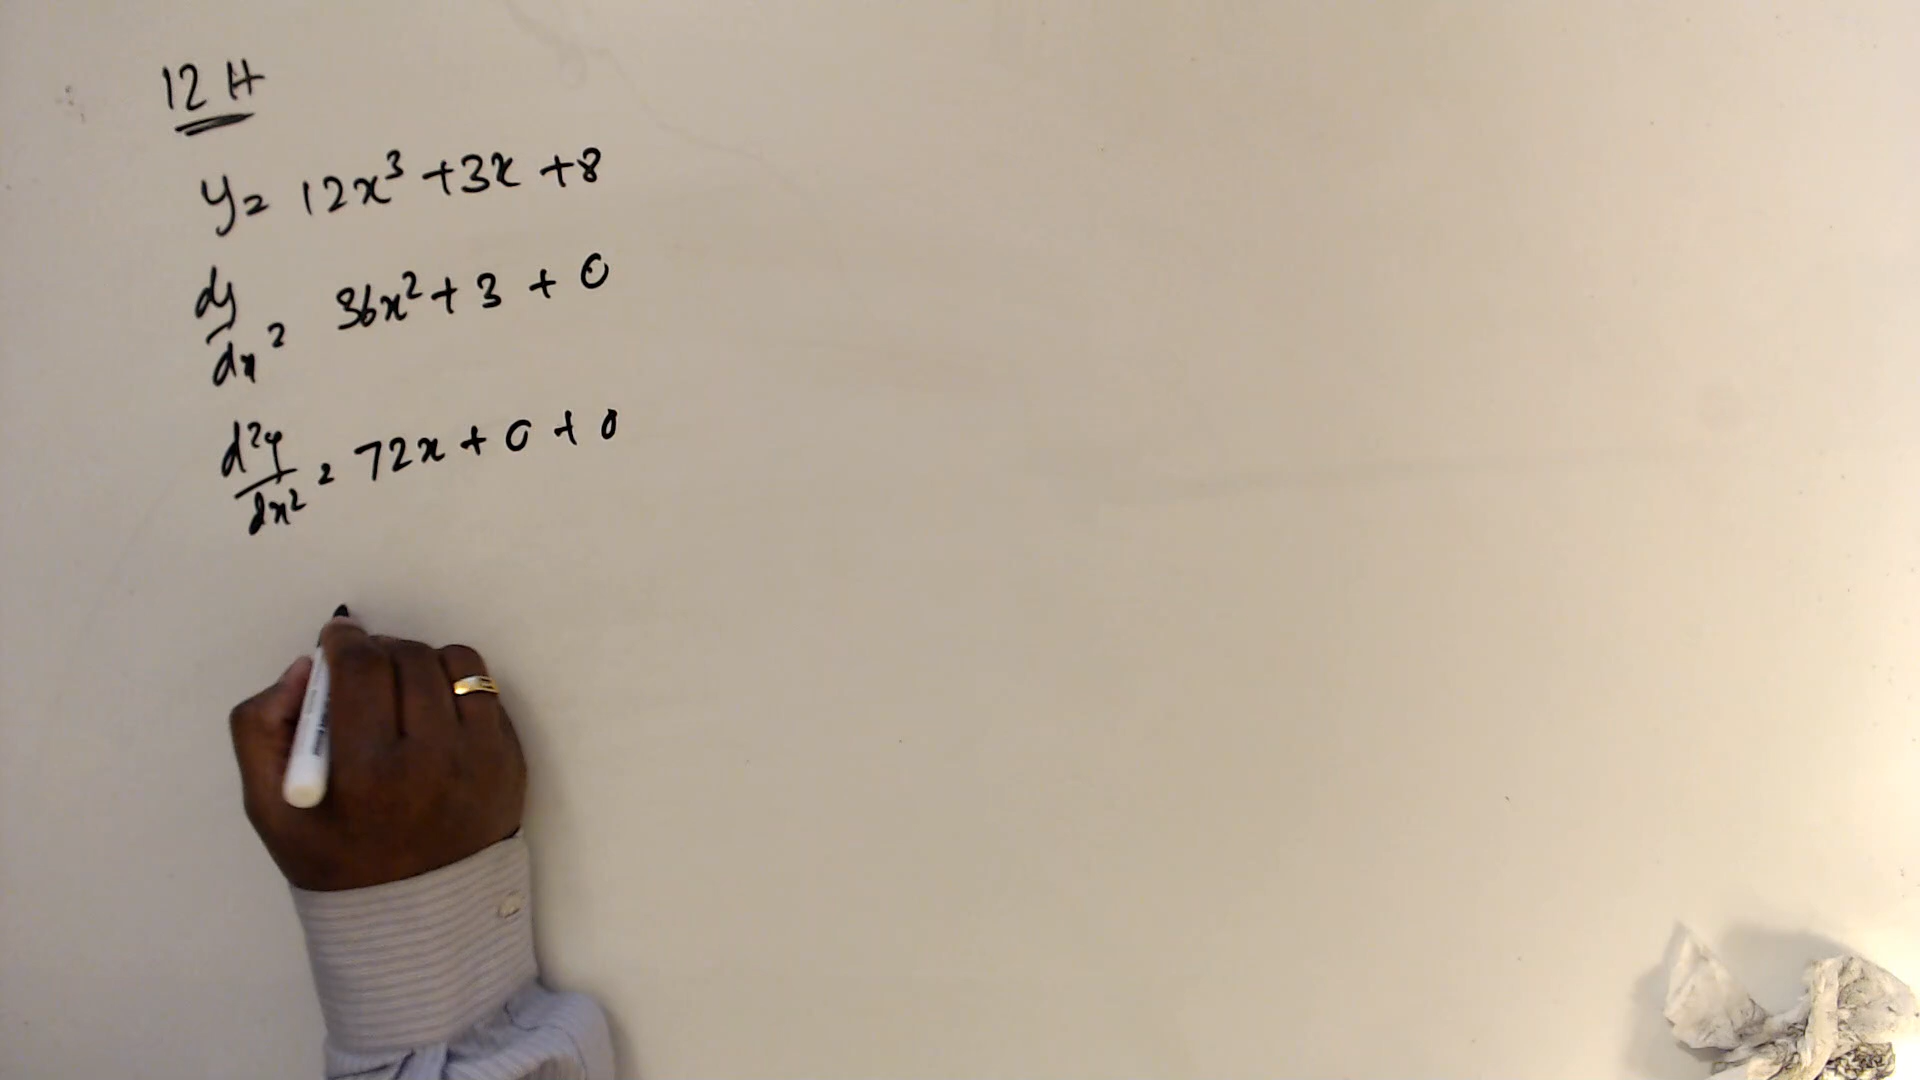 12 H
y = 12x³ + 3x + 8
dy/dx = 36x² + 3 + 0
d²y/dx² = 72x + 0 + 0